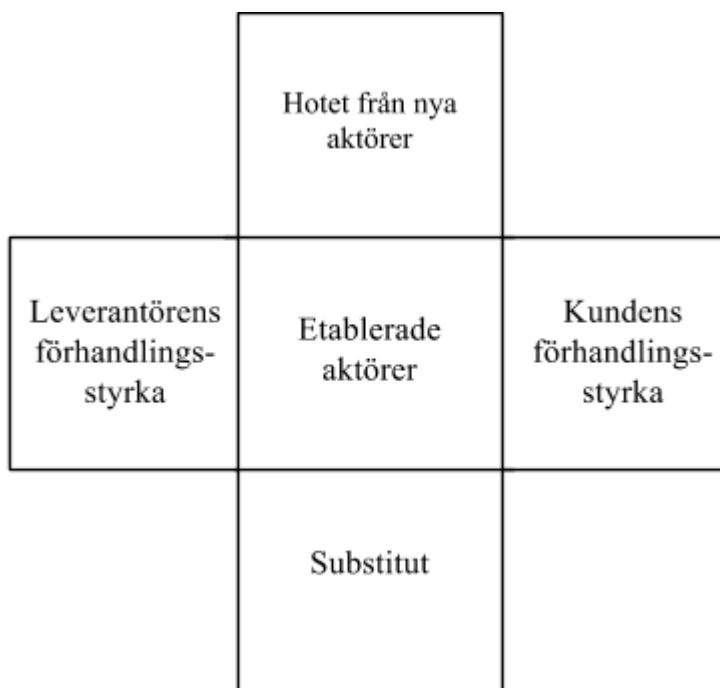 Hotet från nya
aktörer
Leverantörens
förhandlings-
styrka
Etablerade
aktörer
Kundens
förhandlings-
styrka
Substitut